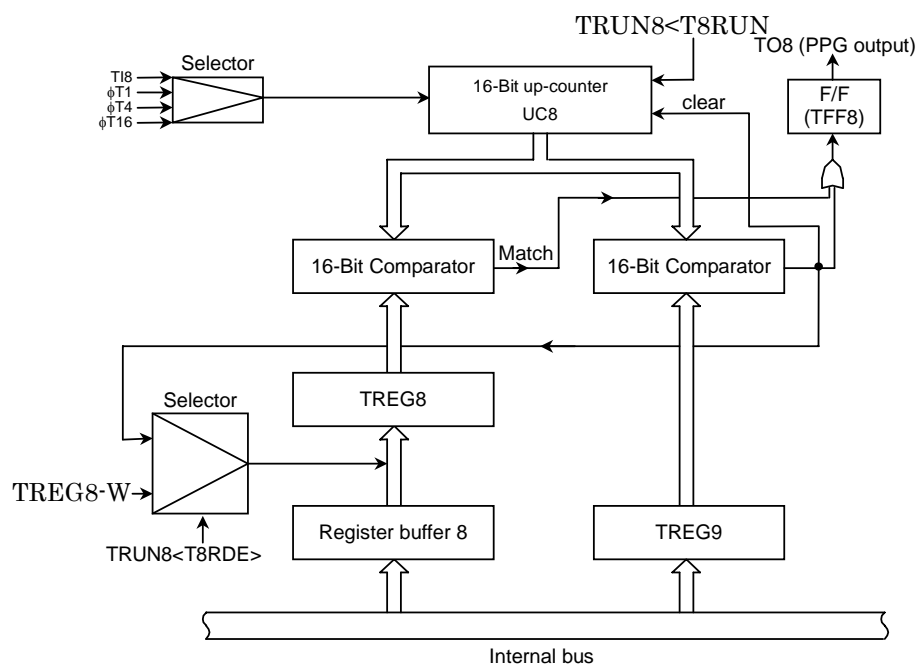 TRUN8<T8RUN
TO8 (PPG output)
Selector
TI8
ϕT1
ϕT4
ϕT16
16-Bit up-counter
UC8
clear
F/F
(TFF8)
16-Bit Comparator
Match
16-Bit Comparator
TREG8
Selector
TREG8-W
TRUN8<T8RDE>
Register buffer 8
TREG9
Internal bus